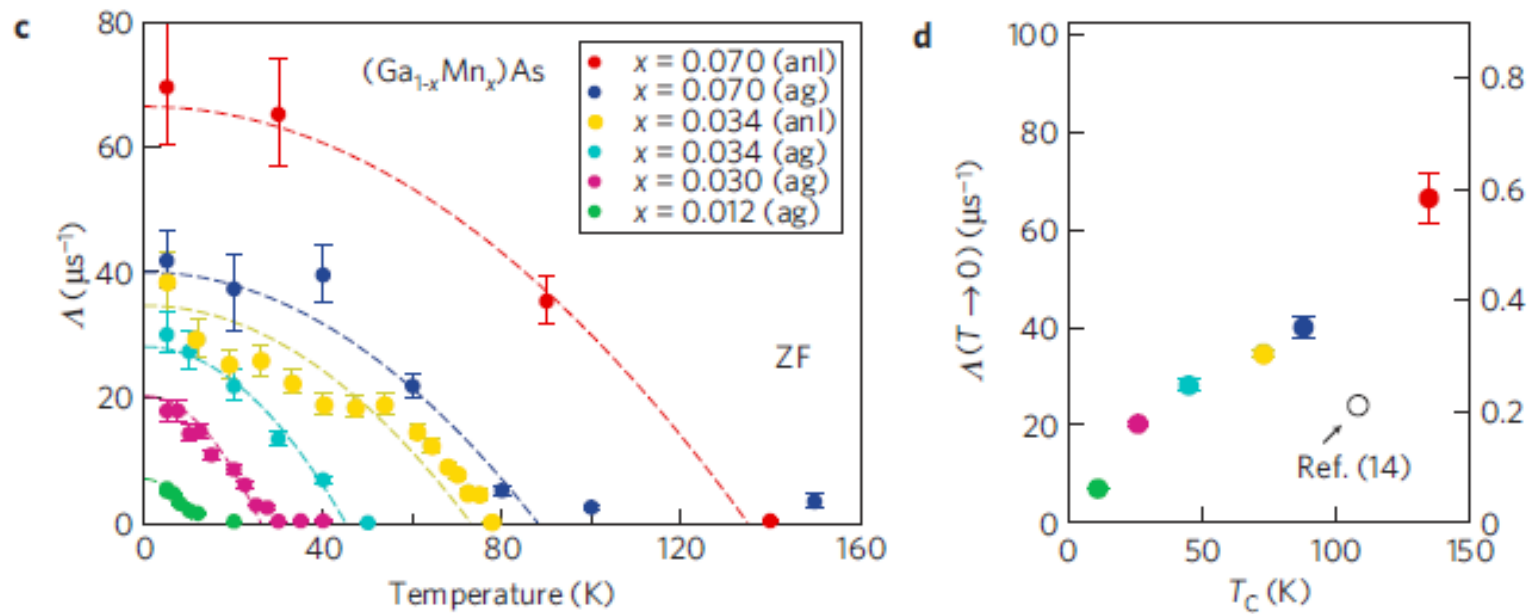 c
80
60
40
20
0
Λ (μs⁻¹)
(Ga₁₋ₓMnₓ)As
x = 0.070 (anl)
x = 0.070 (ag)
x = 0.034 (anl)
x = 0.034 (ag)
x = 0.030 (ag)
x = 0.012 (ag)
ZF
0 40 80 120 160
Temperature (K)
d
100
80
60
40
20
0
Λ (T → 0) (μs⁻¹)
0.8
0.6
0.4
0.2
0
Ref. (14)
0 50 100 150
T_C (K)